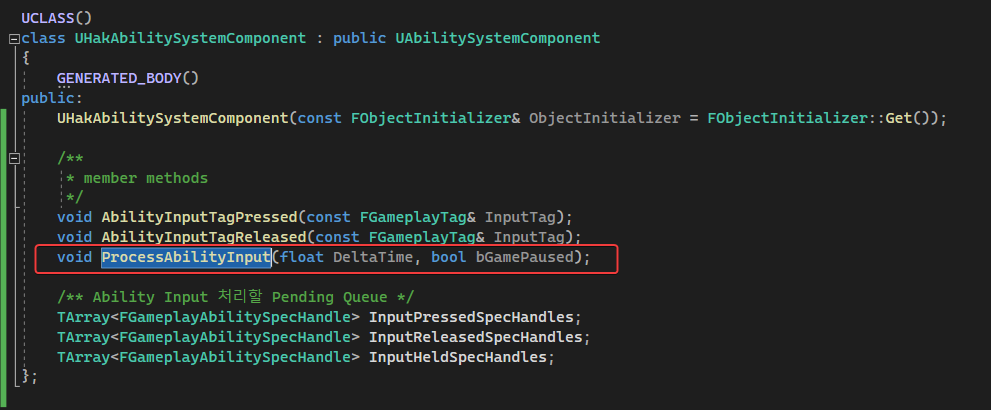 UCLASS()
class UHakAbilitySystemComponent : public UAbilitySystemComponent
{
GENERATED_BODY()
public:
UHakAbilitySystemComponent(const FObjectInitializer& ObjectInitializer = FObjectInitializer::Get());
/**
* member methods
*/
void AbilityInputTagPressed(const FGameplayTag& InputTag);
void AbilityInputTagReleased(const FGameplayTag& InputTag);
void ProcessAbilityInput(float DeltaTime, bool bGamePaused);
/** Ability Input 처리할 Pending Queue */
TArray<FGameplayAbilitySpecHandle> InputPressedSpecHandles;
TArray<FGameplayAbilitySpecHandle> InputReleasedSpecHandles;
TArray<FGameplayAbilitySpecHandle> InputHeldSpecHandles;
};